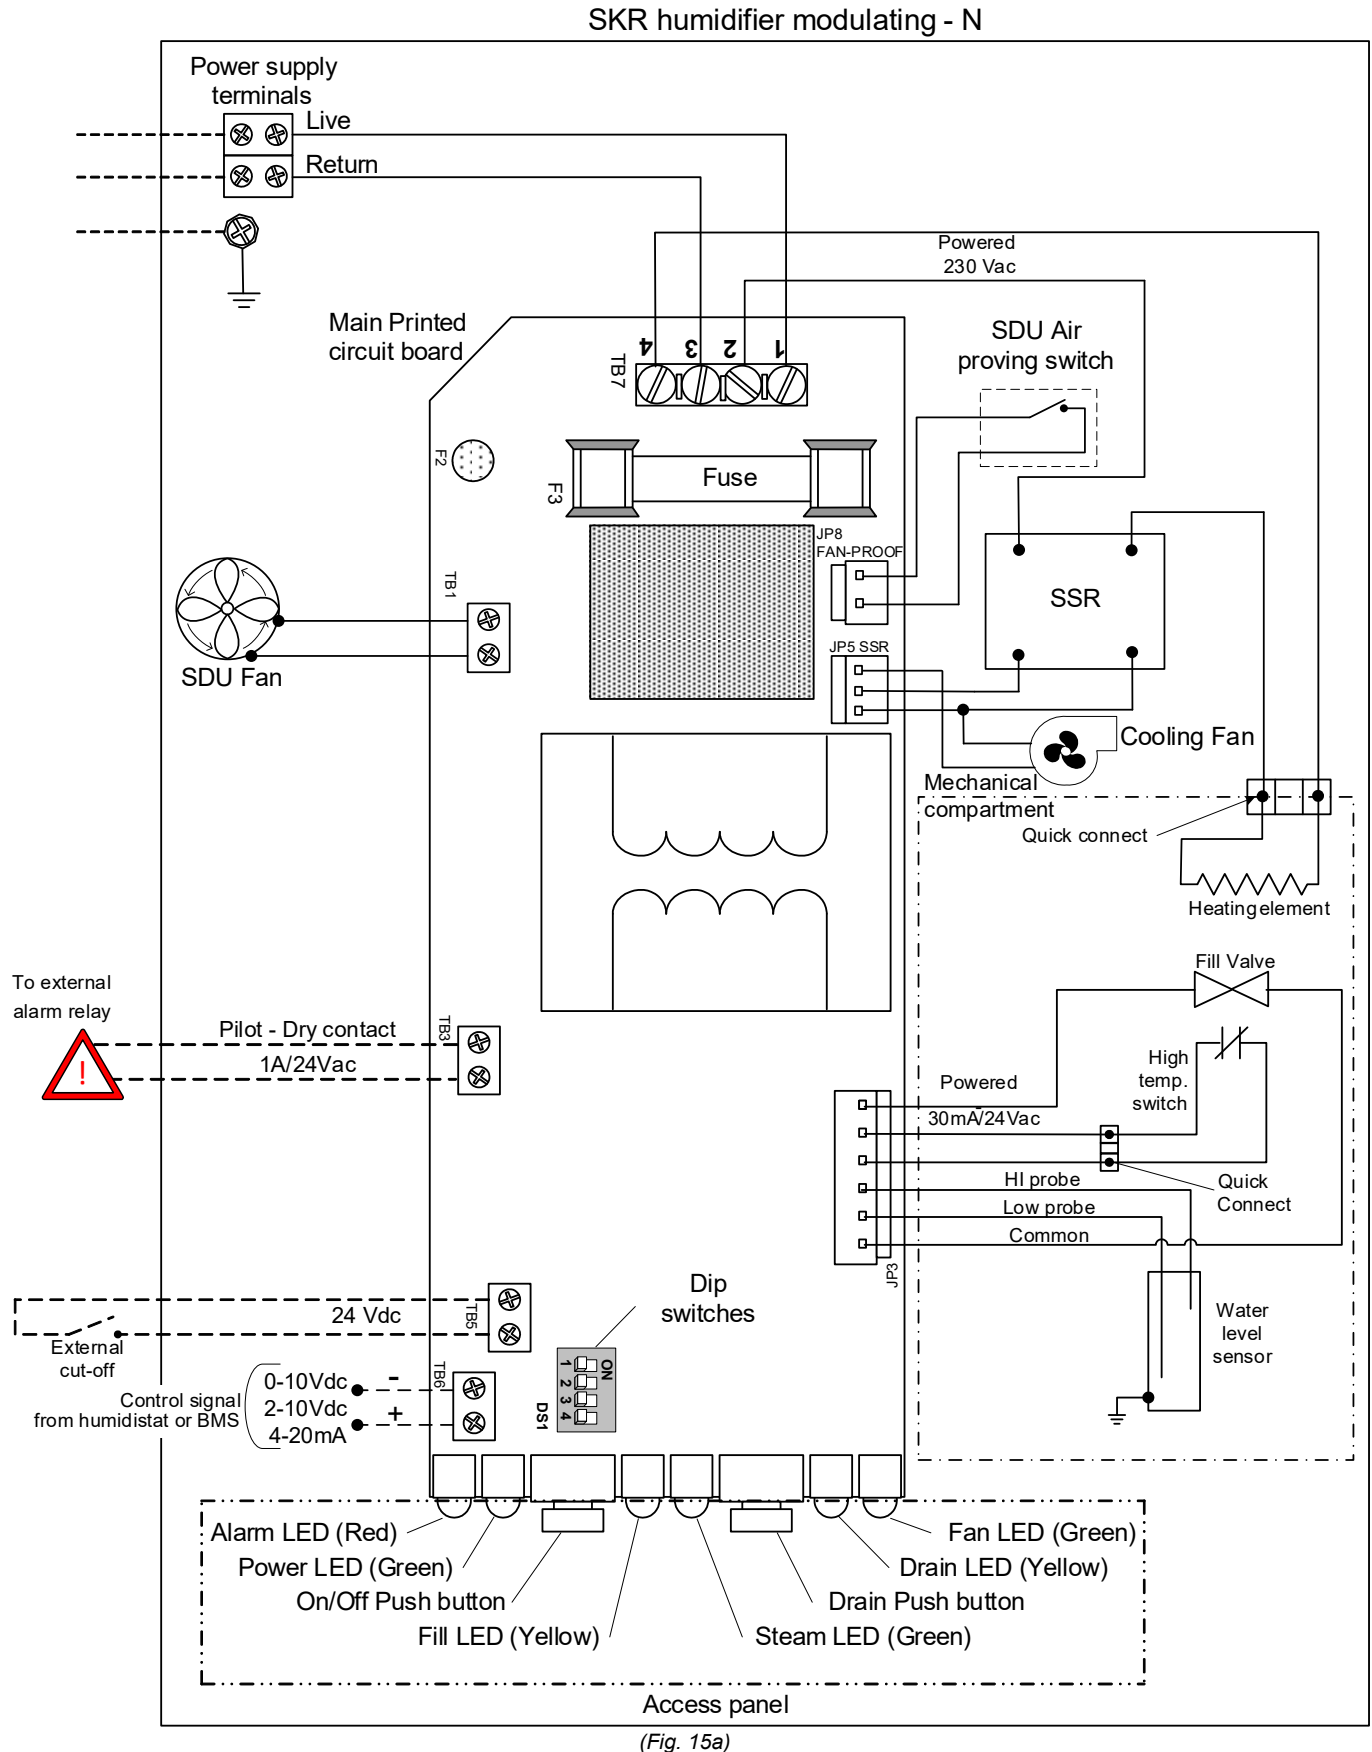 SKR humidifier modulating - N
Power supply
terminals
Live
Return
Powered
230 Vac
Main Printed
circuit board
SDU Air
proving switch
4 3 2 1
TB7
F2
F3
Fuse
JP8
FAN-PROOF
SSR
TB1
SDU Fan
JP5 SSR
Cooling Fan
Mechanical
compartment
Quick connect
Heating element
Fill Valve
To external
alarm relay
!
Pilot - Dry contact
1A/24Vac
TB3
High
temp.
switch
Powered
30mA/24Vac
HI probe
Low probe
Common
Quick
Connect
JP3
Dip
switches
24 Vdc
TB5
External
cut-off
Water
level
sensor
ON
1
2
3
4
DS1
TB6
Control signal
from humidistat or BMS
0-10Vdc
2-10Vdc
4-20mA
-
+
Alarm LED (Red)
Fan LED (Green)
Power LED (Green)
Drain LED (Yellow)
On/Off Push button
Drain Push button
Fill LED (Yellow)
Steam LED (Green)
Access panel
(Fig. 15a)